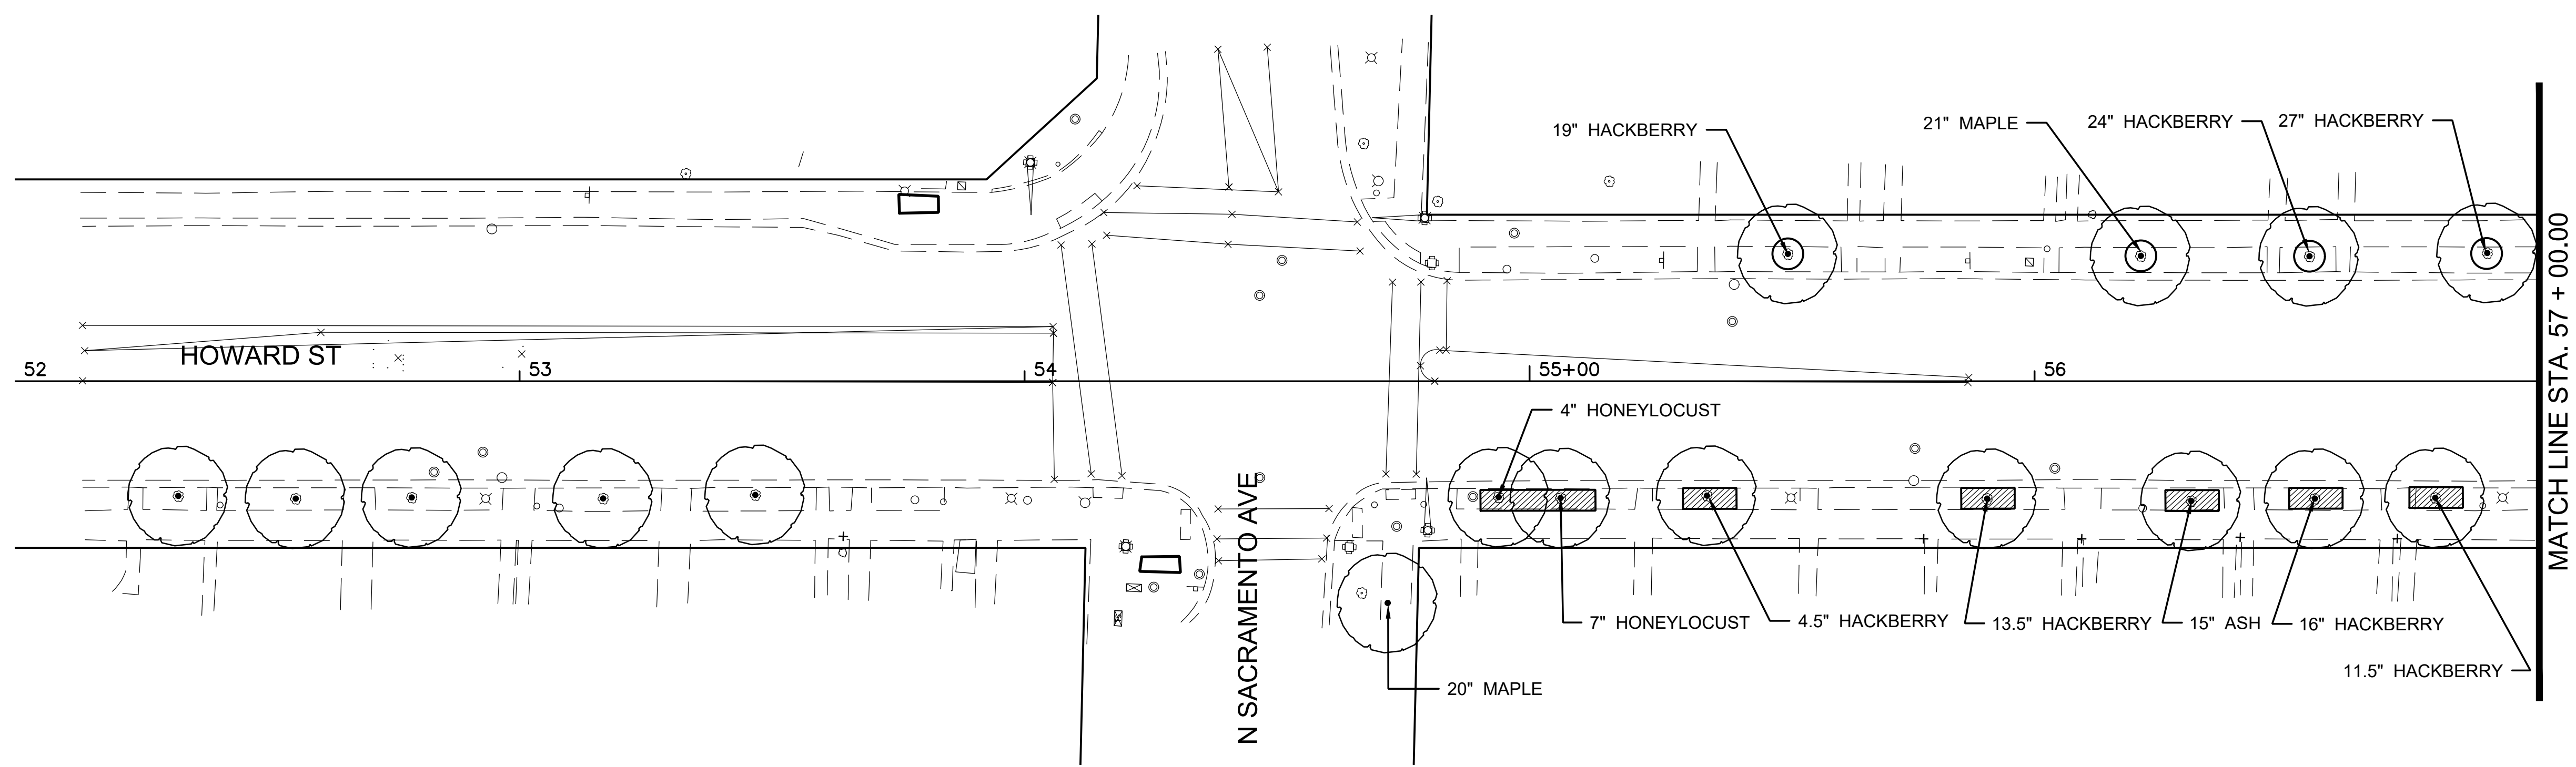 19" HACKBERRY
21" MAPLE
24" HACKBERRY
27" HACKBERRY
HOWARD ST
52
53
54
55+00
56
MATCH LINE STA. 57 + 00.00
4" HONEYLOCUST
N SACRAMENTO AVE
7" HONEYLOCUST
4.5" HACKBERRY
13.5" HACKBERRY
15" ASH
16" HACKBERRY
11.5" HACKBERRY
20" MAPLE